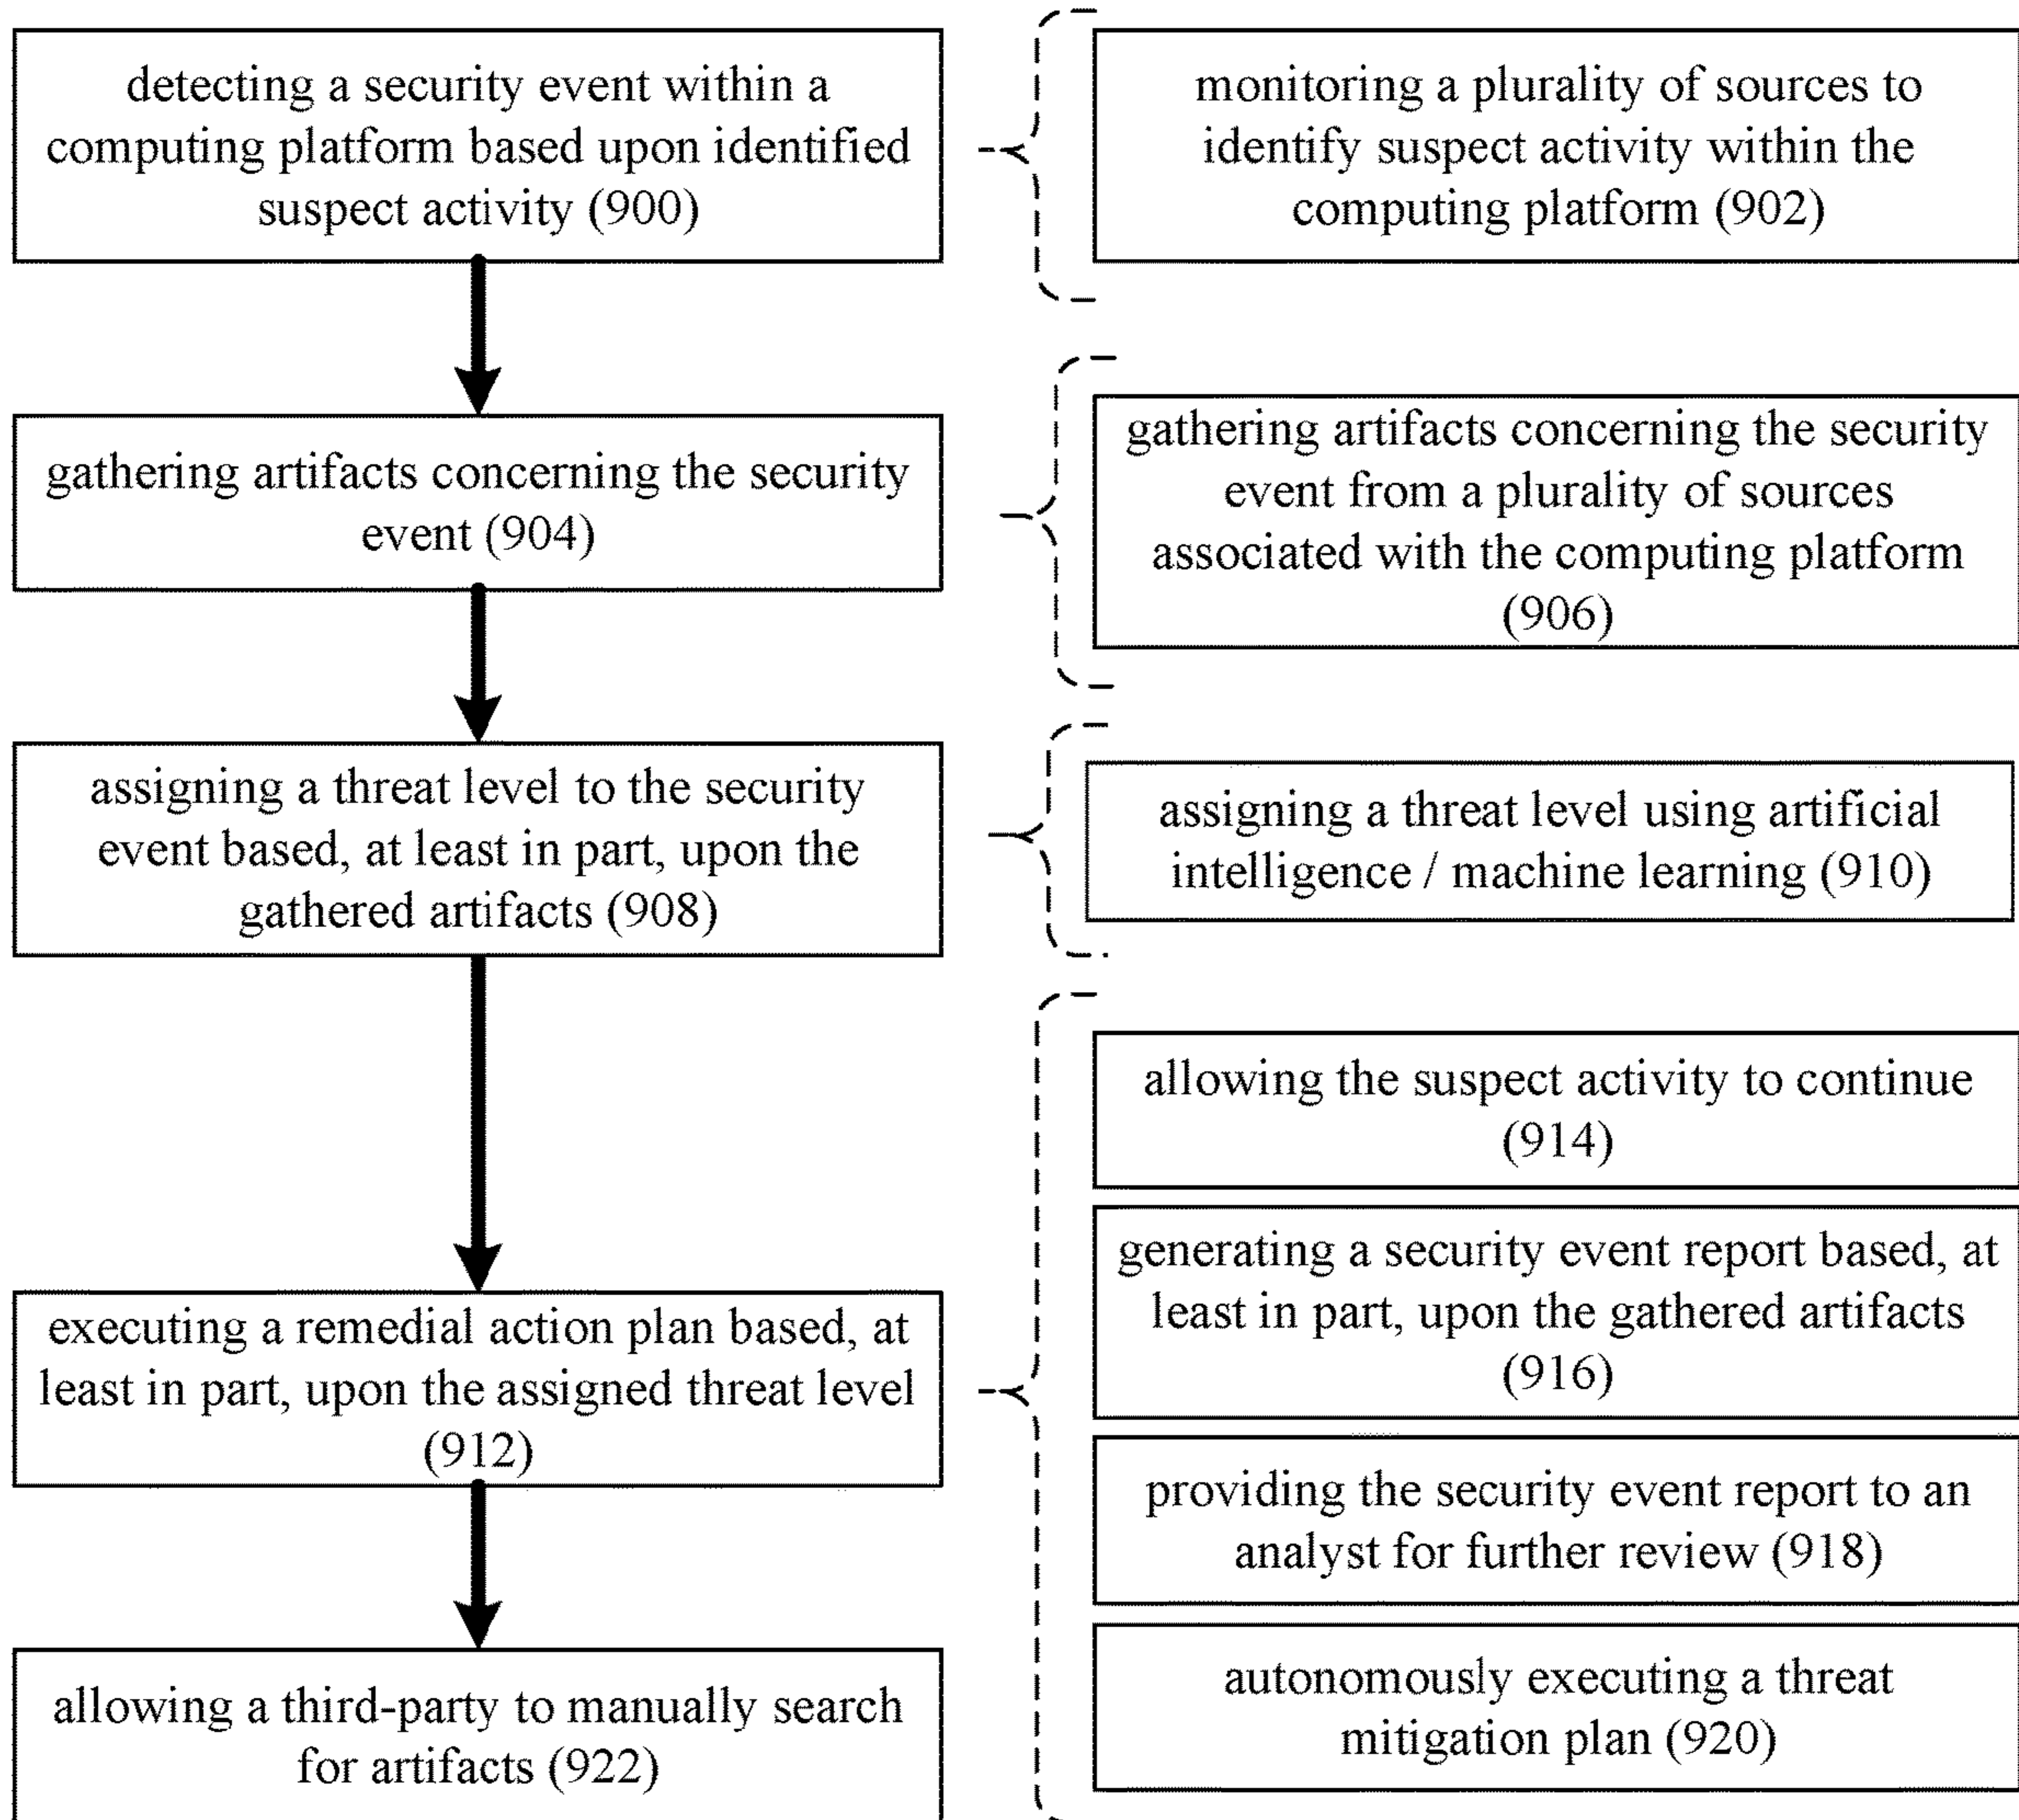 detecting a security event within a
computing platform based upon identified
suspect activity (900)
monitoring a plurality of sources to
identify suspect activity within the
computing platform (902)
gathering artifacts concerning the security
event (904)
gathering artifacts concerning the security
event from a plurality of sources
associated with the computing platform
(906)
assigning a threat level to the security
event based, at least in part, upon the
gathered artifacts (908)
assigning a threat level using artificial
intelligence / machine learning (910)
executing a remedial action plan based, at
least in part, upon the assigned threat level
(912)
allowing the suspect activity to continue
(914)
generating a security event report based, at
least in part, upon the gathered artifacts
(916)
providing the security event report to an
analyst for further review (918)
autonomously executing a threat
mitigation plan (920)
allowing a third-party to manually search
for artifacts (922)